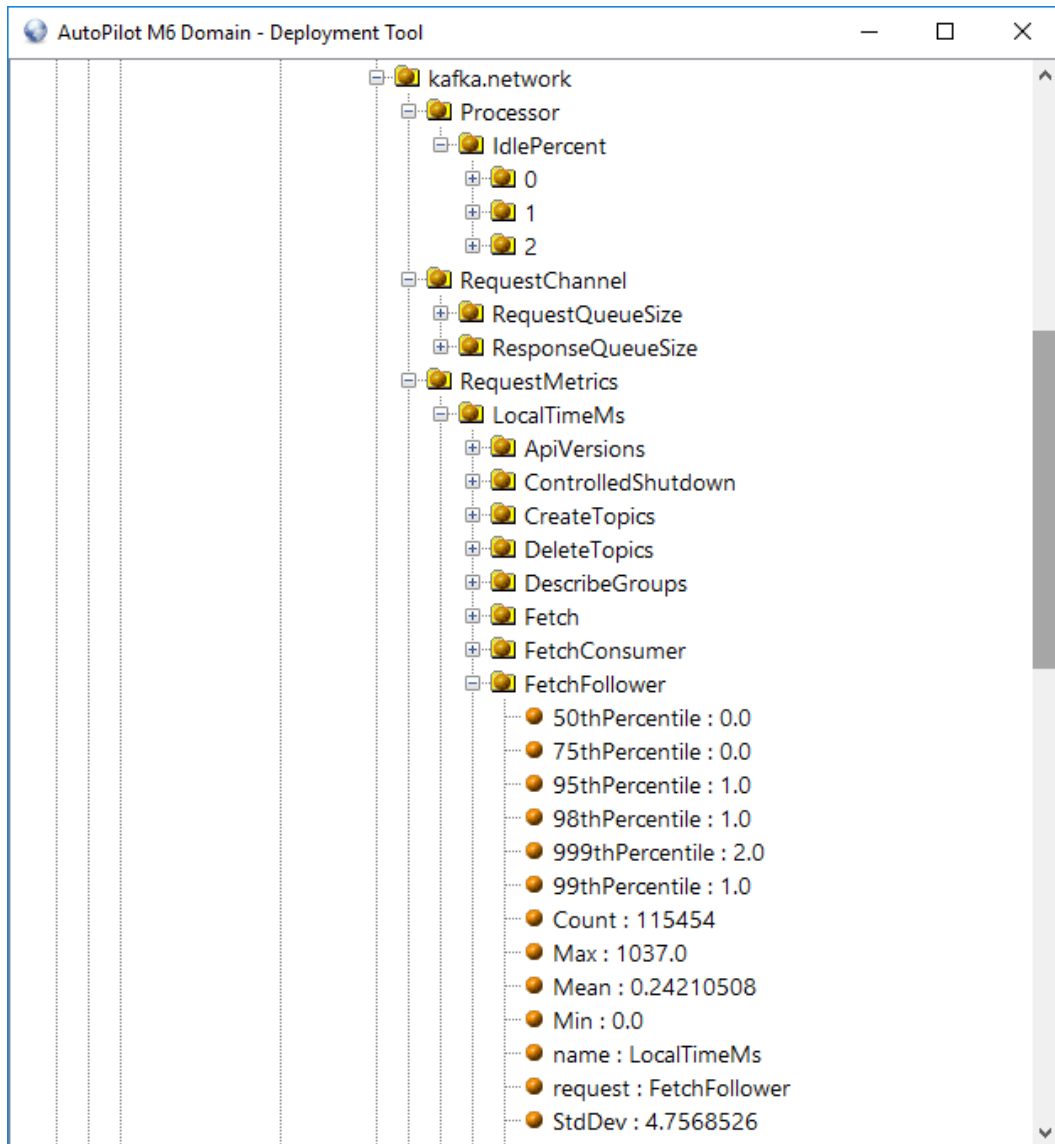 AutoPilot M6 Domain - Deployment Tool
kafka.network
Processor
IdlePercent
0
1
2
RequestChannel
RequestQueueSize
ResponseQueueSize
RequestMetrics
LocalTimeMs
ApiVersions
ControlledShutdown
CreateTopics
DeleteTopics
DescribeGroups
Fetch
FetchConsumer
FetchFollower
50thPercentile : 0.0
75thPercentile : 0.0
95thPercentile : 1.0
98thPercentile : 1.0
999thPercentile : 2.0
99thPercentile : 1.0
Count : 115454
Max : 1037.0
Mean : 0.24210508
Min : 0.0
name : LocalTimeMs
request : FetchFollower
StdDev : 4.7568526